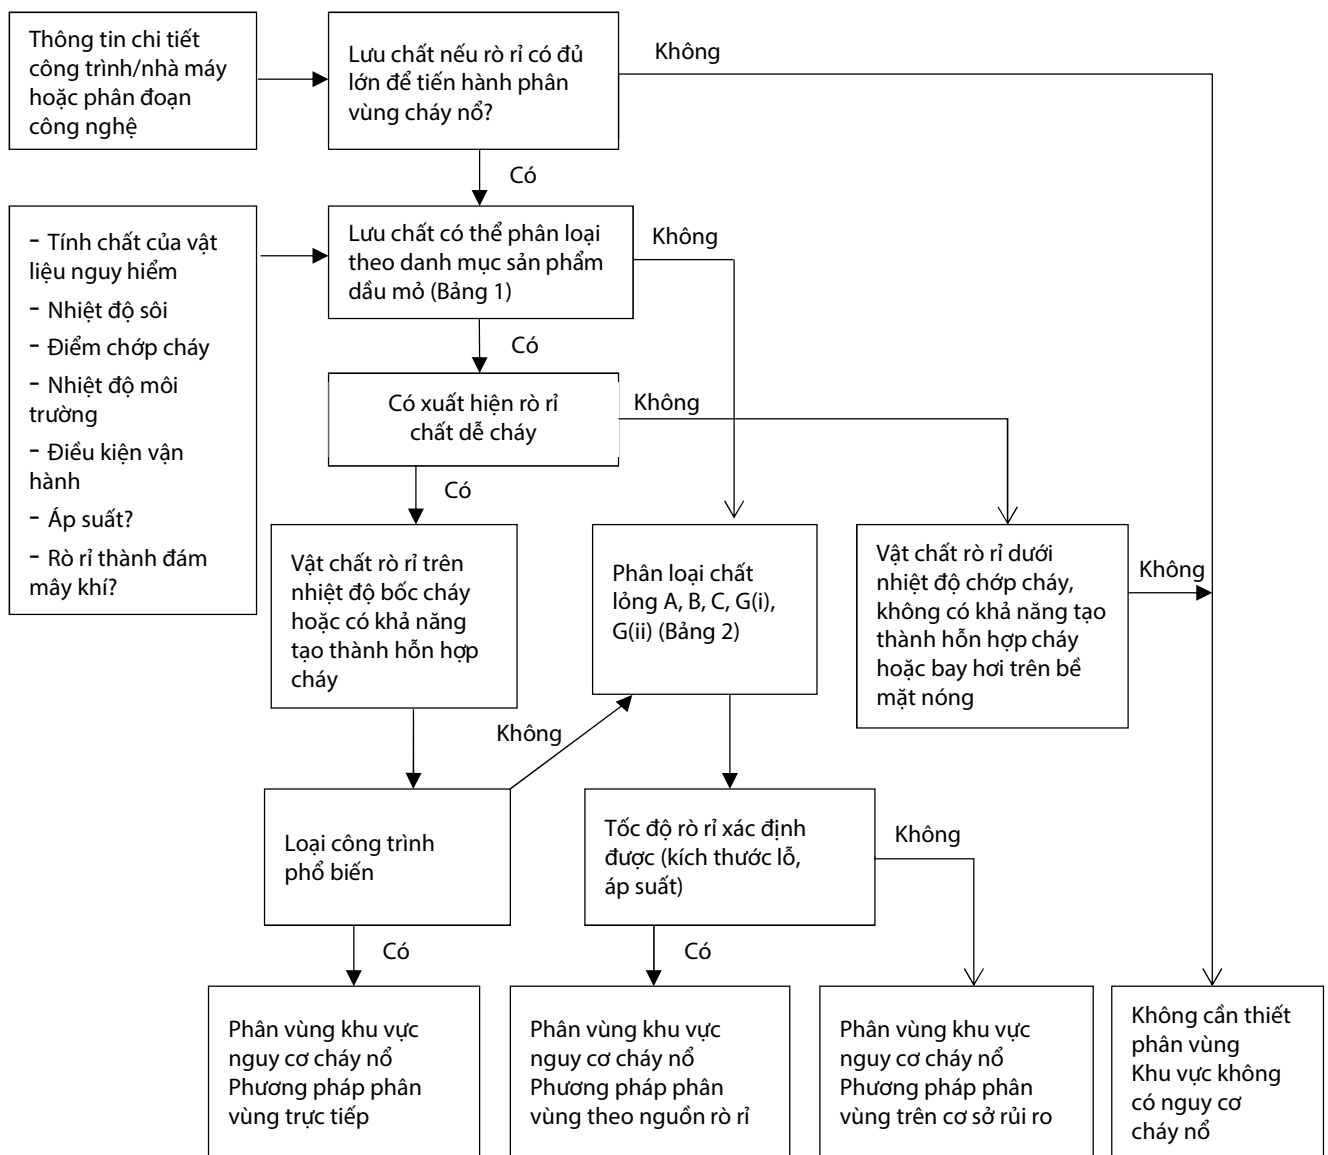 Thông tin chi tiết
công trình/nhà máy
hoặc phân đoạn
công nghệ
Lưu chất nếu rò rỉ có đủ
lớn để tiến hành phân
vùng cháy nổ?
Không
Có
- Tính chất của vật
liệu nguy hiểm
- Nhiệt độ sôi
- Điểm chớp cháy
- Nhiệt độ môi
trường
- Điều kiện vận
hành
- Áp suất?
- Rò rỉ thành đám
mây khí?
Lưu chất có thể phân loại
theo danh mục sản phẩm
dầu mỏ (Bảng 1)
Không
Có
Có xuất hiện rò rỉ
chất dễ cháy
Không
Có
Vật chất rò rỉ trên
nhiệt độ bốc cháy
hoặc có khả năng
tạo thành hỗn hợp
cháy
Phân loại chất
lỏng A, B, C, G(i),
G(ii) (Bảng 2)
Vật chất rò rỉ dưới
nhiệt độ chớp cháy,
không có khả năng tạo
thành hỗn hợp cháy
hoặc bay hơi trên bề
mặt nóng
Không
Không
Loại công trình
phổ biến
Tốc độ rò rỉ xác định
được (kích thước lỗ,
áp suất)
Không
Có
Có
Phân vùng khu vực
nguy cơ cháy nổ
Phương pháp phân
vùng trực tiếp
Phân vùng khu vực
nguy cơ cháy nổ
Phương pháp phân
vùng theo nguồn rò rỉ
Phân vùng khu vực
nguy cơ cháy nổ
Phương pháp phân
vùng trên cơ sở rủi ro
Không cần thiết
phân vùng
Khu vực không
có nguy cơ
cháy nổ